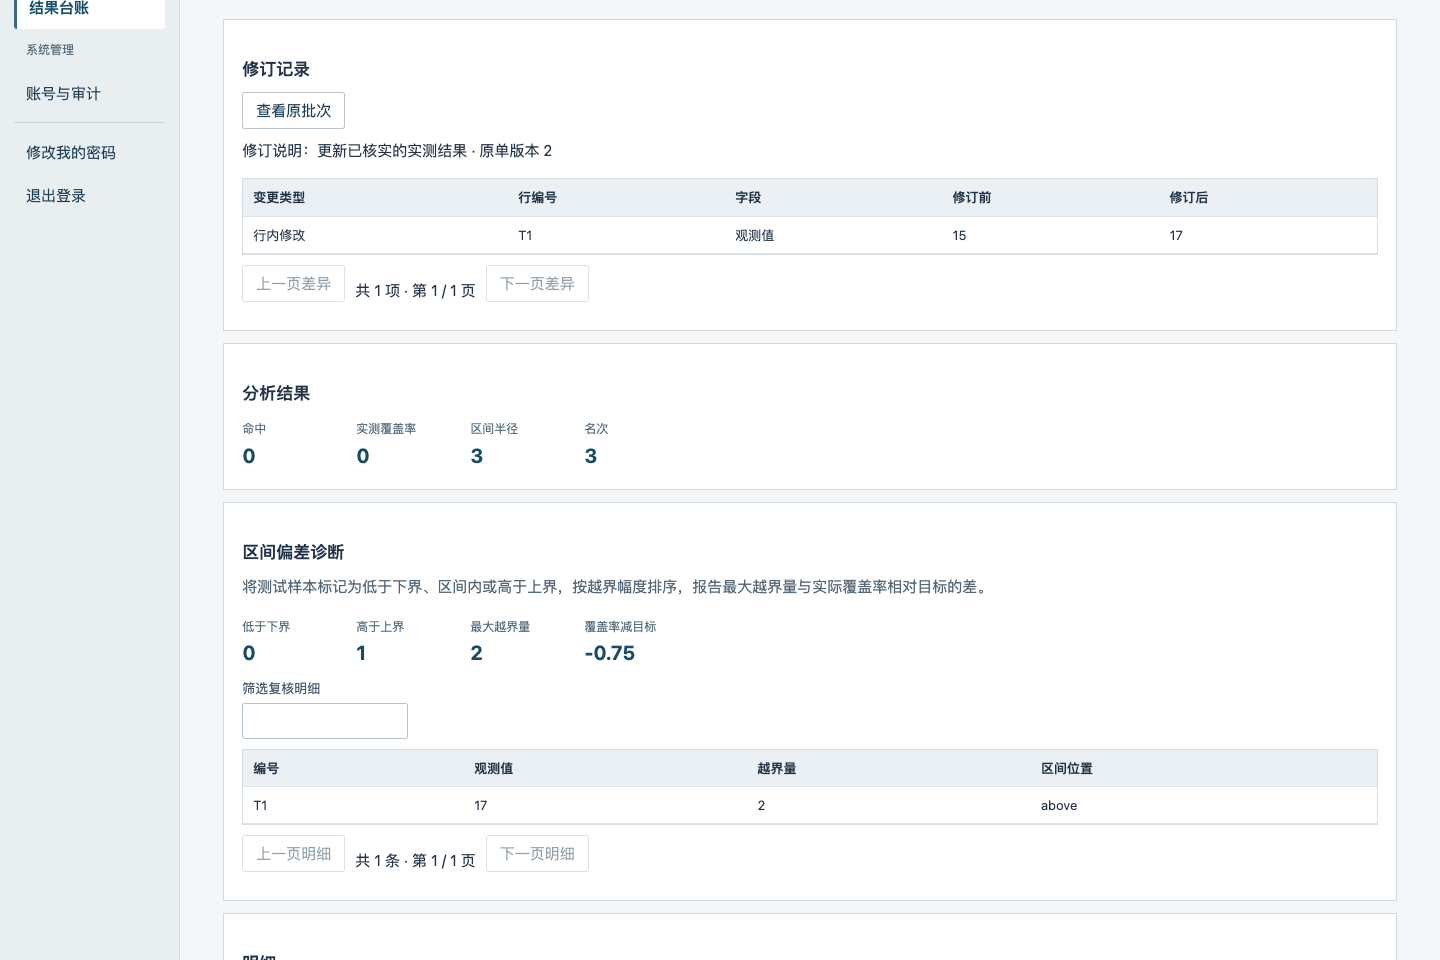 结果台账
系统管理
账号与审计
修改我的密码
退出登录
修订记录
查看原批次
修订说明：更新已核实的实测结果 · 原单版本 2
变更类型 行编号 字段 修订前 修订后
行内修改 T1 观测值 15 17
上一页差异 共 1 项 · 第 1 / 1 页 下一页差异
分析结果
命中 实测覆盖率 区间半径 名次
0 0 3 3
区间偏差诊断
将测试样本标记为低于下界、区间内或高于上界，按越界幅度排序，报告最大越界量与实际覆盖率相对目标的差。
低于下界 高于上界 最大越界量 覆盖率减目标
0 1 2 -0.75
筛选复核明细
编号 观测值 越界量 区间位置
T1 17 2 above
上一页明细 共 1 条 · 第 1 / 1 页 下一页明细
明细